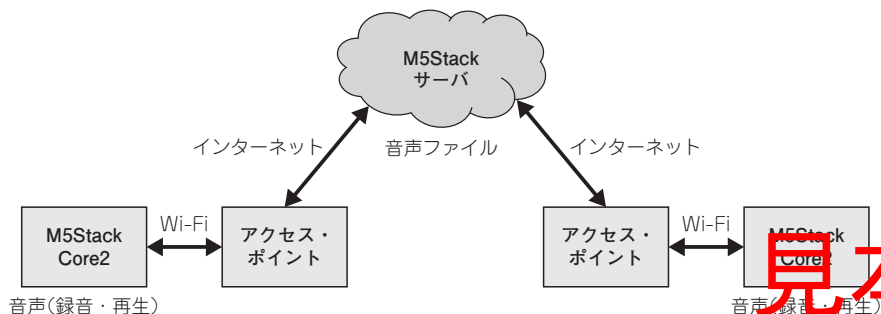 M5Stack
サーバ
インターネット
音声ファイル
インターネット
M5Stack
Core2
Wi-Fi
アクセス・
ポイント
アクセス・
ポイント
Wi-Fi
M5Stack
Core2
音声(録音・再生)
音声(録音・再生)
見本